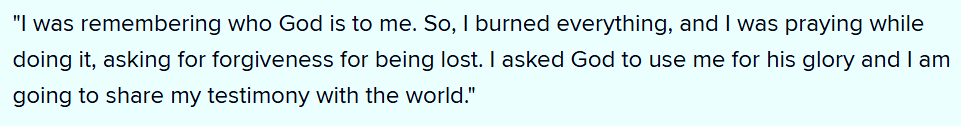 "I was remembering who God is to me. So, I burned everything, and I was praying while
doing it, asking for forgiveness for being lost. I asked God to use me for his glory and I am
going to share my testimony with the world."